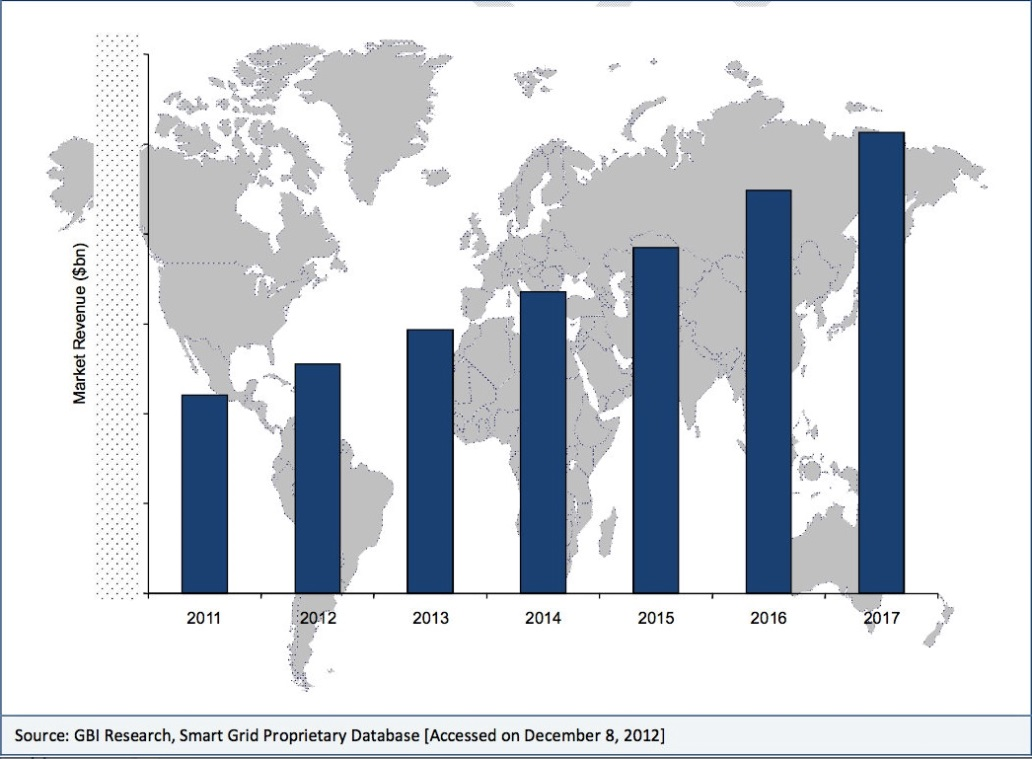 Market Revenue ($bn)
2011 2012 2013 2014 2015 2016 2017
Source: GBI Research, Smart Grid Proprietary Database [Accessed on December 8, 2012]